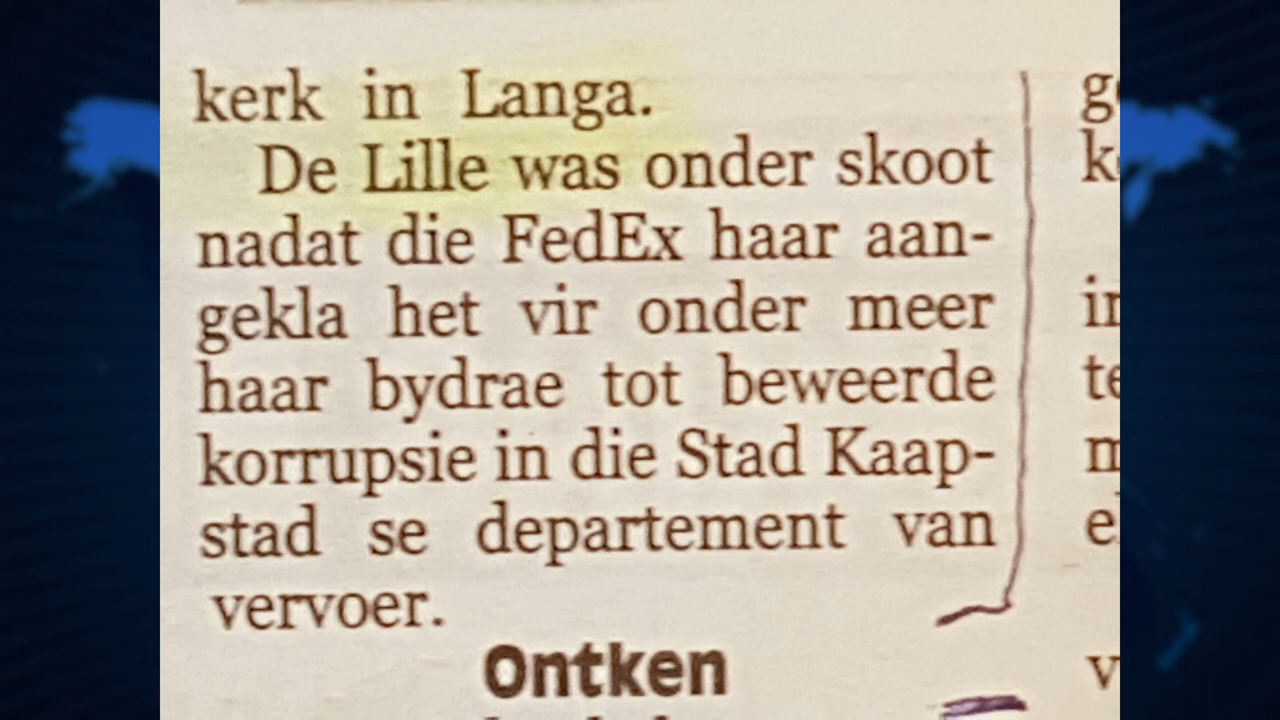 kerk in Langa.
De Lille was onder skoot
nadat die FedEx haar aan-
gekla het vir onder meer
haar bydrae tot beweerde
korrupsie in die Stad Kaap-
stad se departement van
vervoer.
Ontken